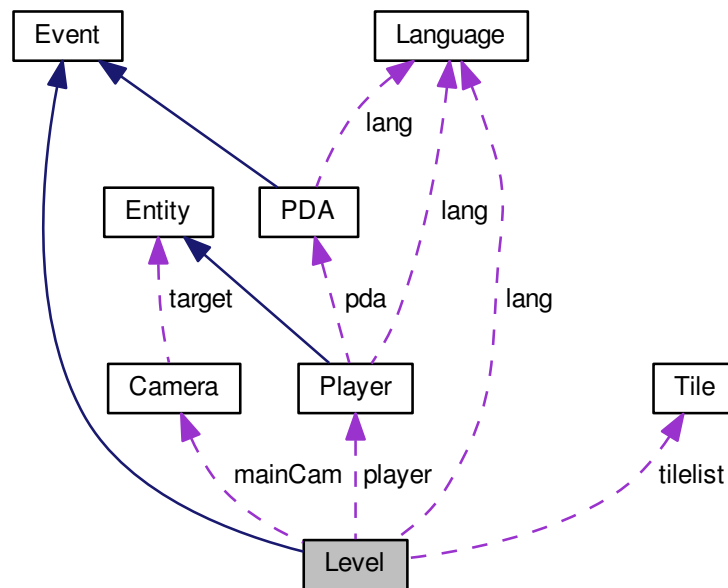 Event
Language
lang
Entity
PDA
lang
target
pda
lang
Camera
Player
Tile
mainCam
player
tilelist
Level